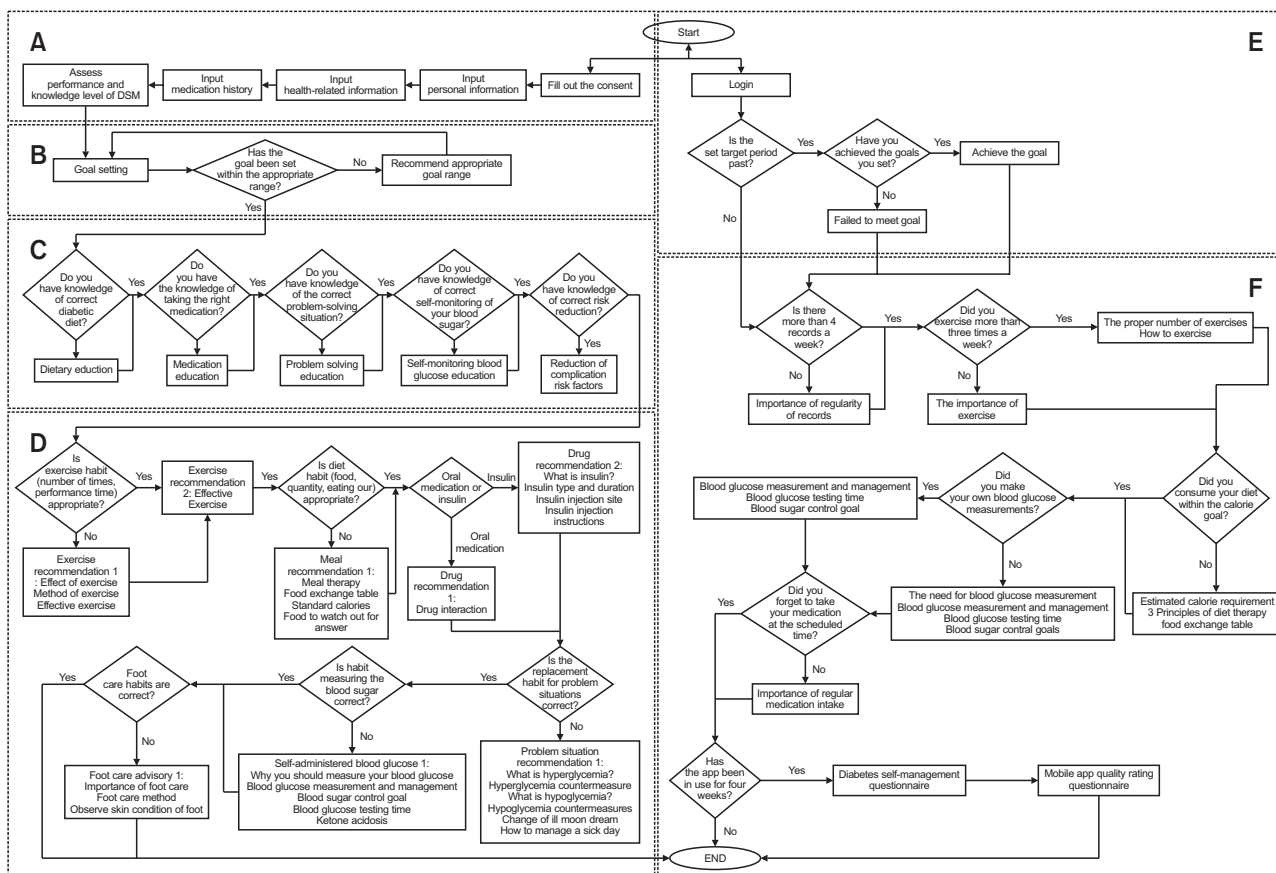 A
Start
E
Assess
performance and
knowledge level of DSM
Input
medication history
Input
health-related information
Input
personal information
Fill out the consent
Login
B
Goal setting
Has the
goal been set
within the appropriate
range?
No
Recommend appropriate
goal range
Yes
Is the
set target period
past?
Yes
Have you
achieved the goals
you set?
Yes
Achieve the goal
No
No
Failed to meet goal
C
Do you
have knowledge
of correct
diabetic
diet?
Yes
Do
you have
the knowledge of
taking the right
medication?
Yes
Do you
have knowledge
of the correct
problem-solving
situation?
Yes
Do you
have knowledge
of correct
self-monitoring of
your blood
sugar?
Yes
Do you
have knowledge
of correct risk
reduction?
Yes
Dietary eduction
Medication
education
Problem solving
education
Self-monitoring blood
glucose education
Reduction of
complication
risk factors
F
Is there
more than 4
records a
week?
Yes
Did you
exercise more than
three times a
week?
Yes
The proper number of exercises
How to exercise
No
No
Importance of regularity
of records
The importance of
exercise
D
Is
exercise habit
(number of times,
performance time)
appropriate?
Yes
Exercise
recommendation
2: Effective
Exercise
Yes
Is diet
habit (food,
quantity, eating our)
appropriate?
Yes
Oral
medication or
insulin
Insulin
Drug
recommendation 2:
What is insulin?
Insulin type and duration
Insulin injection site
Insulin injection
instructions
No
No
Oral
medication
Exercise
recommendation 1
: Effect of exercise
Method of exercise
Effective exercise
Meal
recommendation 1:
Meal therapy
Food exchange table
Standard calories
Food to watch out for
answer
Drug
recommendation
1:
Drug interaction
Blood glucose measurement and management
Blood glucose testing time
Blood sugar control goal
Yes
Did
you make
your own blood glucose
measurements?
Yes
Did you
consume your diet
within the calorie
goal?
No
No
The need for blood glucose measurement
Blood glucose measurement and management
Blood glucose testing time
Blood sugar contral goals
Estimated calorie requirement
3 Principles of diet therapy
food exchange table
Did you
forget to take
your medication
at the scheduled
time?
Yes
No
Importance of regular
medication intake
Yes
Foot
care habits are
correct?
Yes
Is habit
measuring the
blood sugar
correct?
Yes
Is the
replacement
habit for problem
situations
correct?
No
No
No
Foot care advisory 1:
Importance of foot care
Foot care method
Observe skin condition of foot
Self-administered blood glucose 1:
Why you should measure your blood glucose
Blood glucose measurement and management
Blood sugar control goal
Blood glucose testing time
Ketone acidosis
Problem situation
recommendation 1:
What is hyperglycemia?
Hyperglycemia countermeasure
What is hypoglycemia?
Hypoglycemia countermeasures
Change of ill moon dream
How to manage a sick day
Has
the app been
in use for four
weeks?
Yes
Diabetes self-management
questionnaire
Mobile app quality rating
questionnaire
No
END